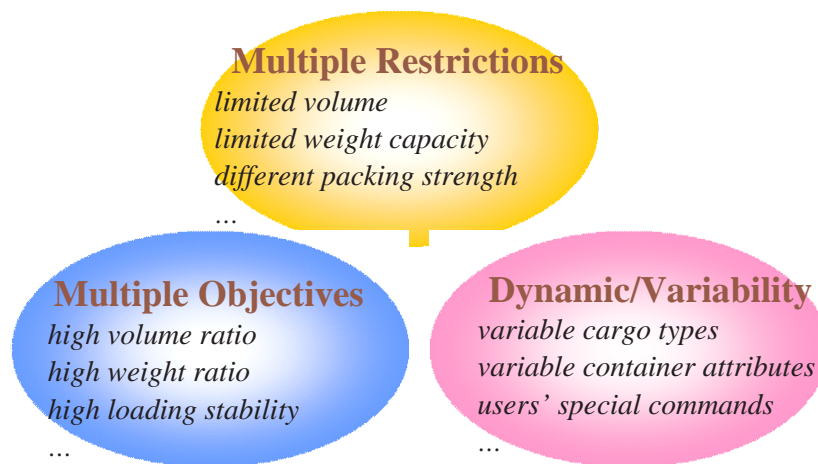 Multiple Restrictions
limited volume
limited weight capacity
different packing strength
…
Multiple Objectives
high volume ratio
high weight ratio
high loading stability
…
Dynamic/Variability
variable cargo types
variable container attributes
users’ special commands
…